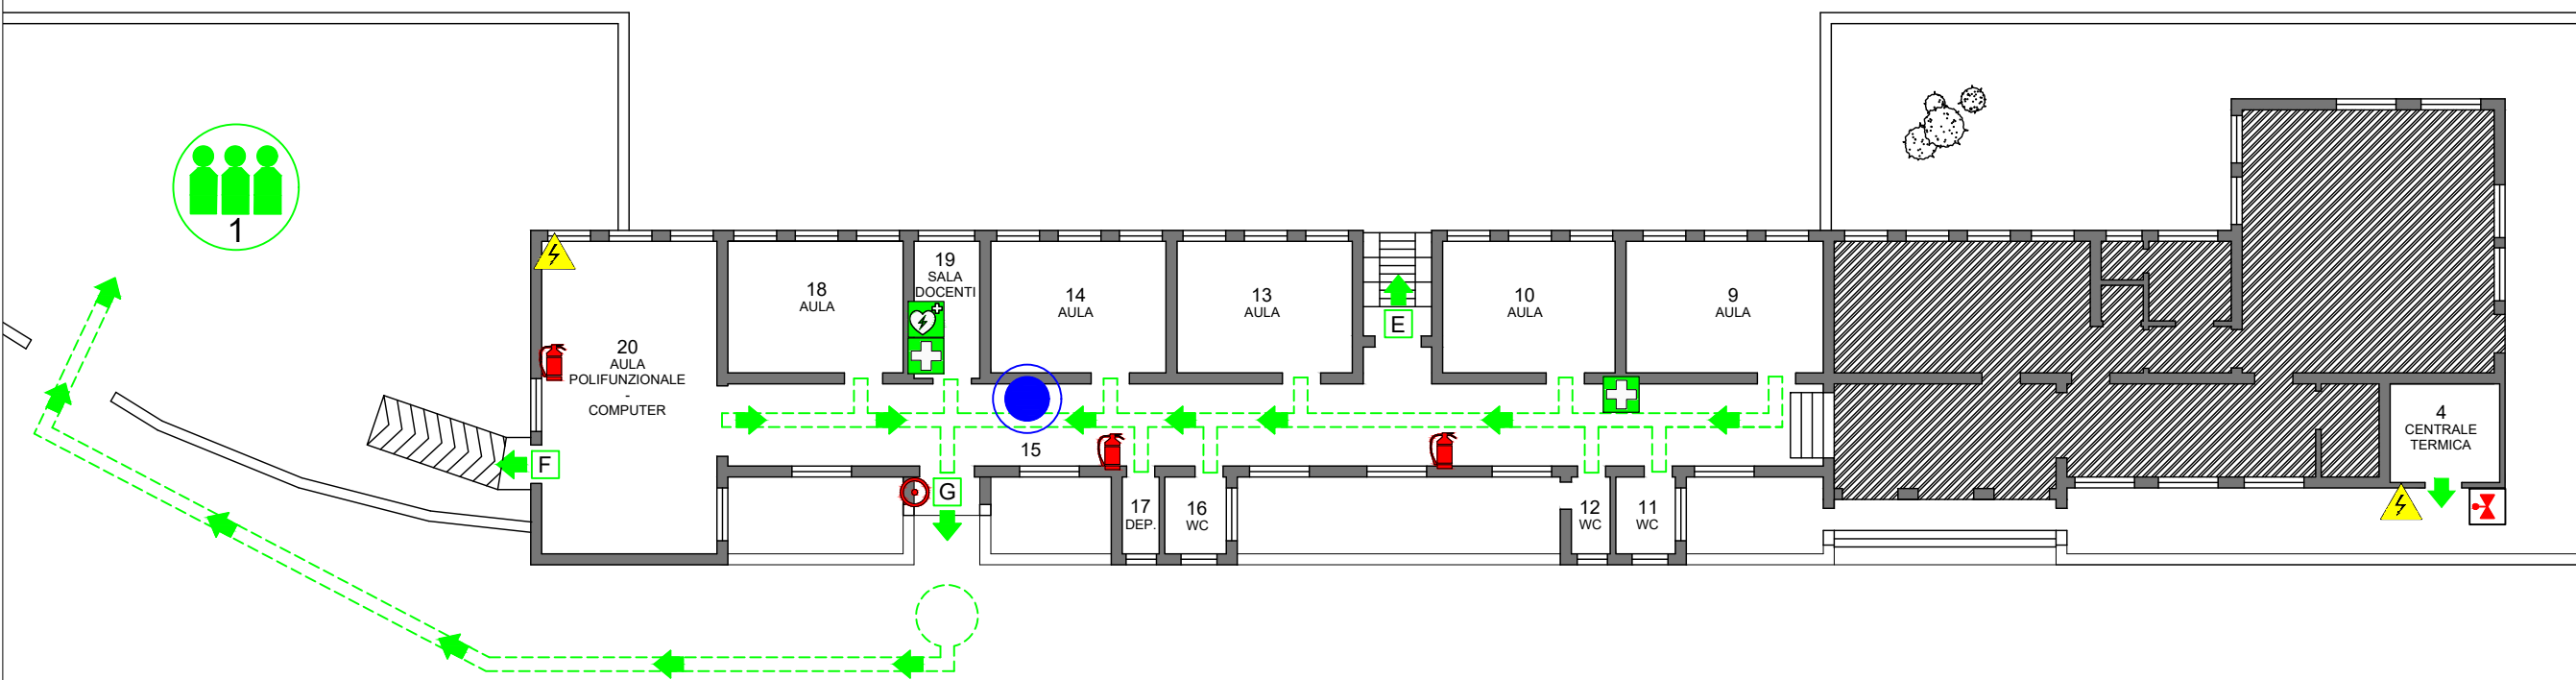 1
20
AULA
POLIFUNZIONALE
-
COMPUTER
18
AULA
19
SALA
DOCENTI
14
AULA
13
AULA
E
10
AULA
9
AULA
4
CENTRALE
TERMICA
F
15
G
17
DEP.
16
WC
12
WC
11
WC